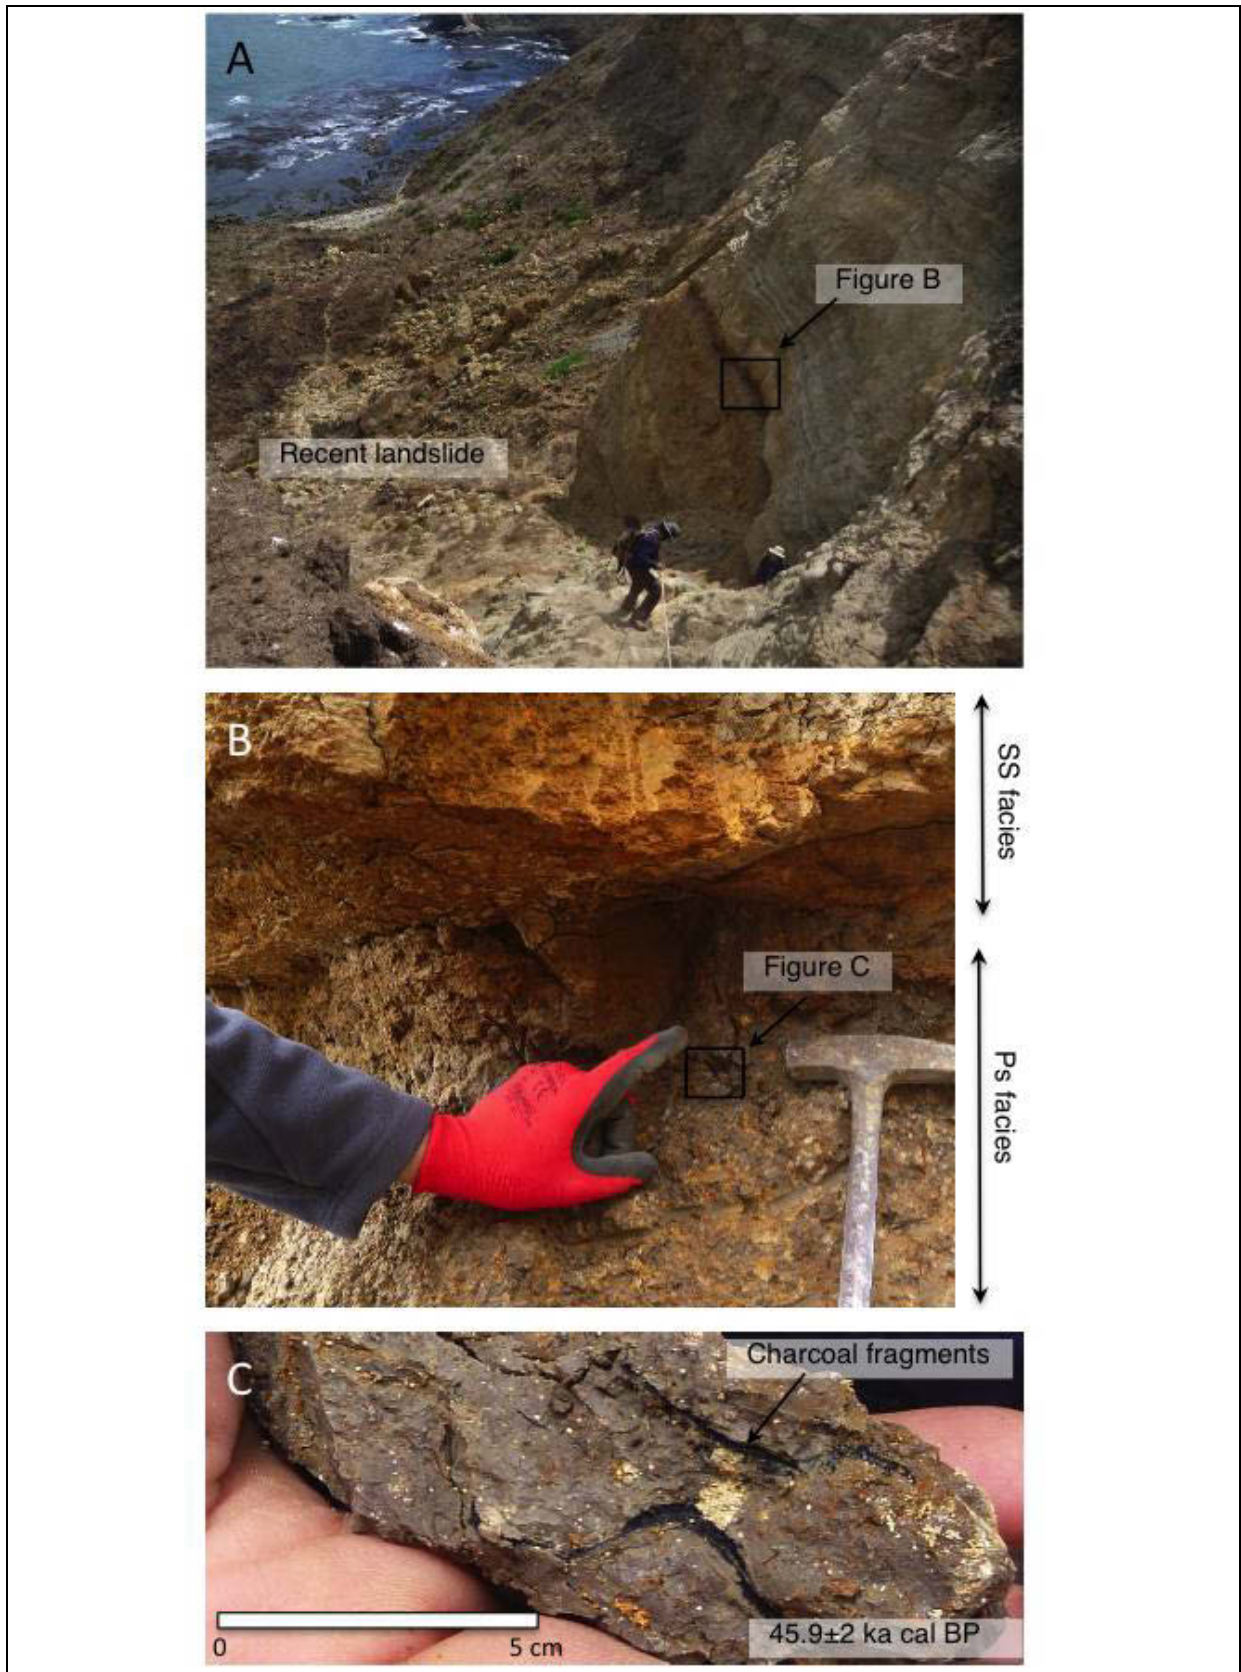 A
Figure B
Recent landslide
B
SS facies
Figure C
Ps facies
C
Charcoal fragments
0 5 cm
45.9±2 ka cal BP